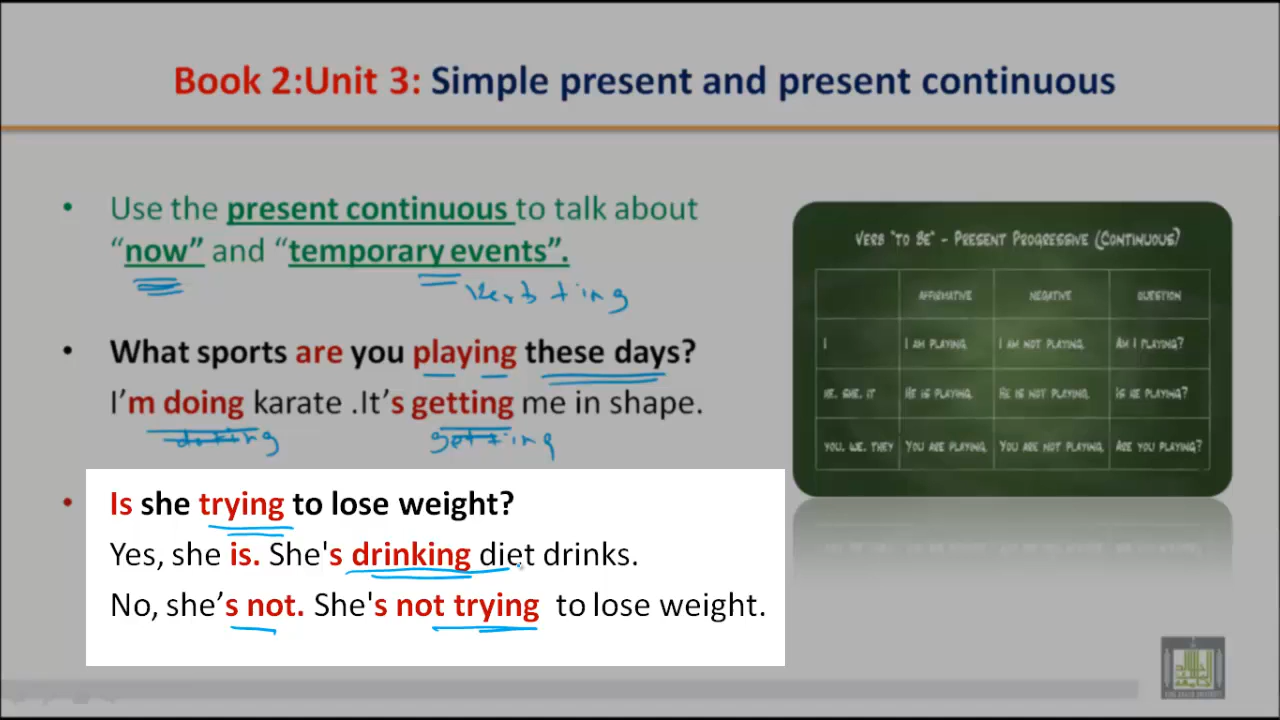 Book 2:Unit 3: Simple present and present continuous
• Use the present continuous to talk about
“now” and “temporary events”.
verb +ing
• What sports are you playing these days?
I’m doing karate .It’s getting me in shape.
getting
• Is she trying to lose weight?
Yes, she is. She's drinking diet drinks.
No, she’s not. She's not trying to lose weight.
VERB "TO BE" - PRESENT PROGRESSIVE (CONTINUOUS)
AFFIRMATIVE NEGATIVE QUESTION
I I AM PLAYING. I AM NOT PLAYING. AM I PLAYING?
HE, SHE, IT HE IS PLAYING. HE IS NOT PLAYING. IS HE PLAYING?
YOU, WE, THEY YOU ARE PLAYING. YOU ARE NOT PLAYING. ARE YOU PLAYING?
KING KHALID UNIVERSITY